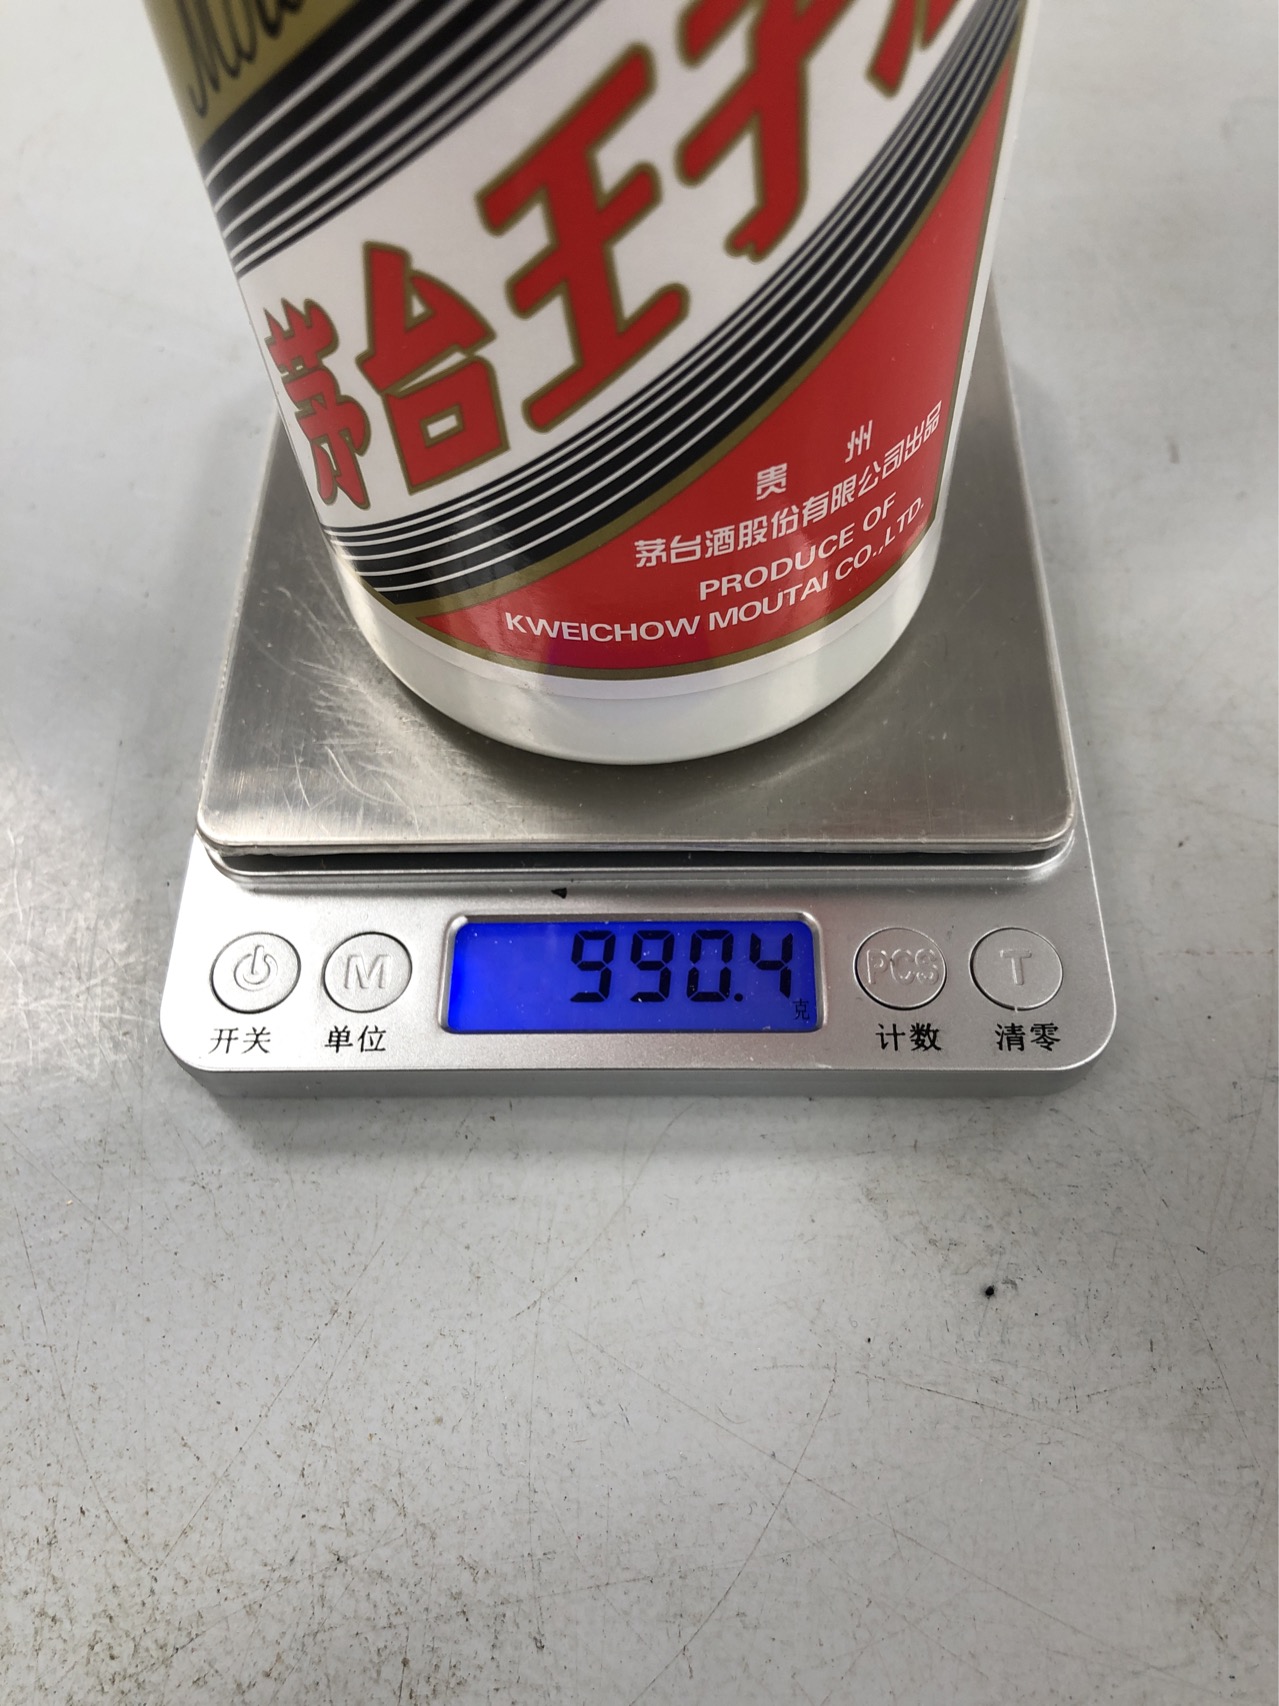 茅台王子
贵州
茅台酒股份有限公司出品
PRODUCE OF
KWEICHOW MOUTAI CO.,LTD.
990.4
克
M
PCS
T
开关
单位
计数
清零